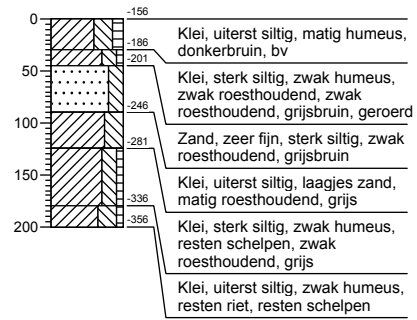 0
50
100
150
200
-156
-186
-201
-246
-281
-336
-356
Klei, uiterst siltig, matig humeus,
donkerbruin, bv
Klei, sterk siltig, zwak humeus,
zwak roesthoudend, zwak
roesthoudend, grijsbruin, geroerd
Zand, zeer fijn, sterk siltig, zwak
roesthoudend, grijsbruin
Klei, uiterst siltig, laagjes zand,
matig roesthoudend, grijs
Klei, sterk siltig, zwak humeus,
resten schelpen, zwak
roesthoudend, grijs
Klei, uiterst siltig, zwak humeus,
resten riet, resten schelpen